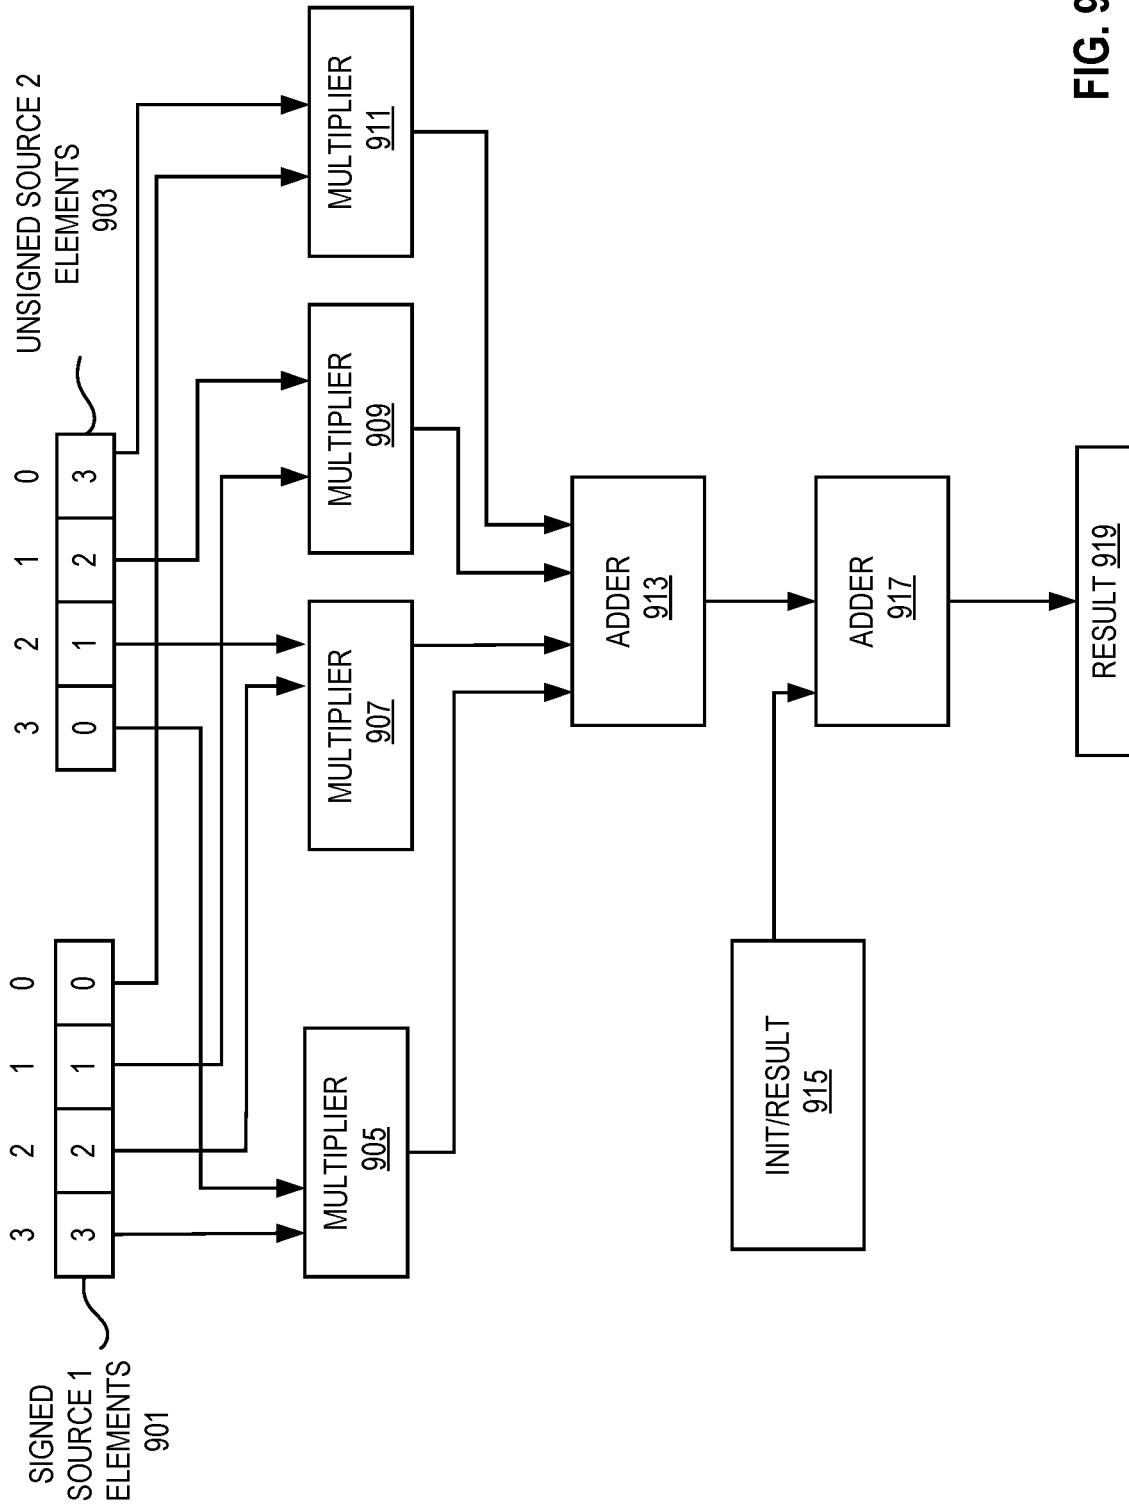 SIGNED
SOURCE 1
ELEMENTS
901
UNSIGNED SOURCE 2
ELEMENTS
903
3 2 1 0
3 2 1 0
3 2 1 0
0 1 2 3
MULTIPLIER
905
MULTIPLIER
907
MULTIPLIER
909
MULTIPLIER
911
ADDER
913
INIT/RESULT
915
ADDER
917
RESULT 919
FIG. 9